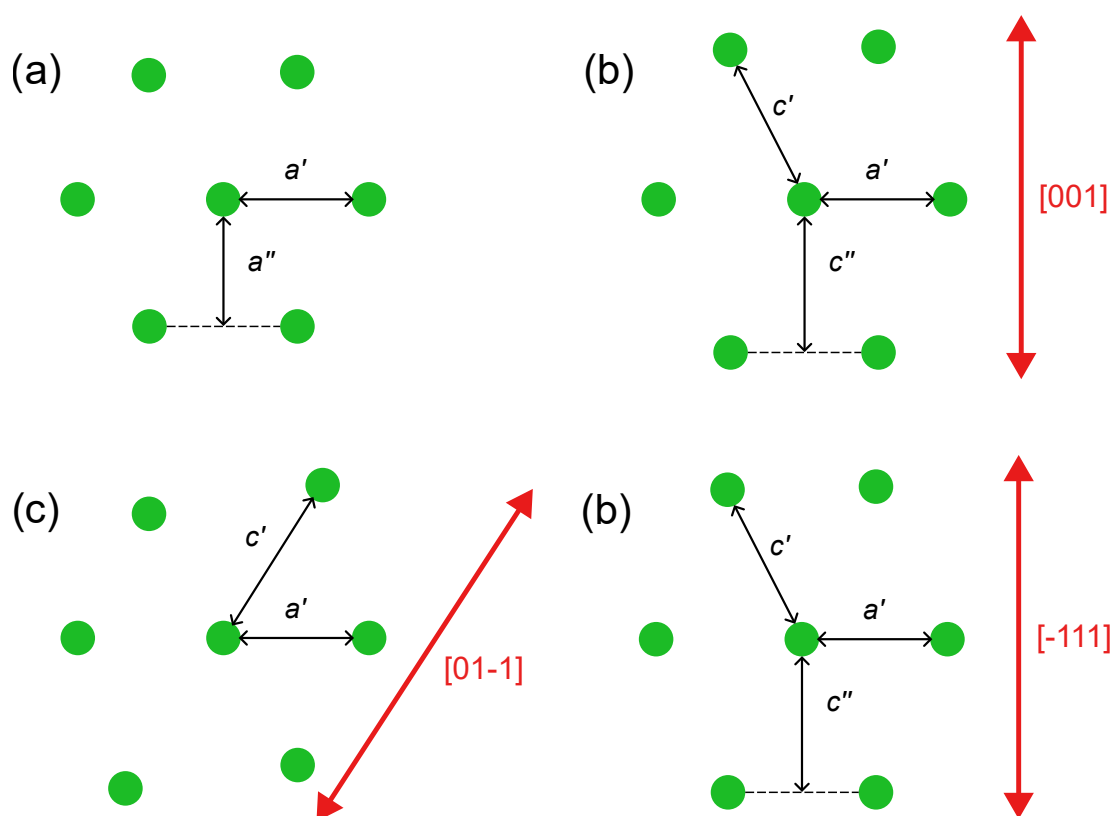 (a)
a′
a″
(b)
c′
a′
c″
[001]
(c)
c′
a′
[01-1]
(b)
c′
a′
c″
[-111]